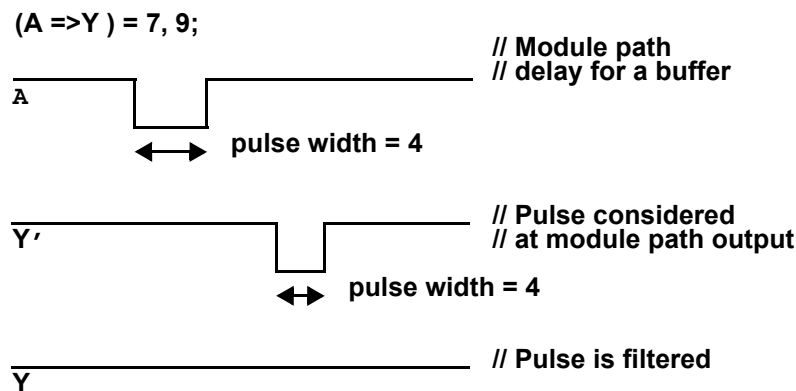 (A =>Y ) = 7, 9;
// Module path
// delay for a buffer
A
pulse width = 4
// Pulse considered
// at module path output
Y′
pulse width = 4
// Pulse is filtered
Y